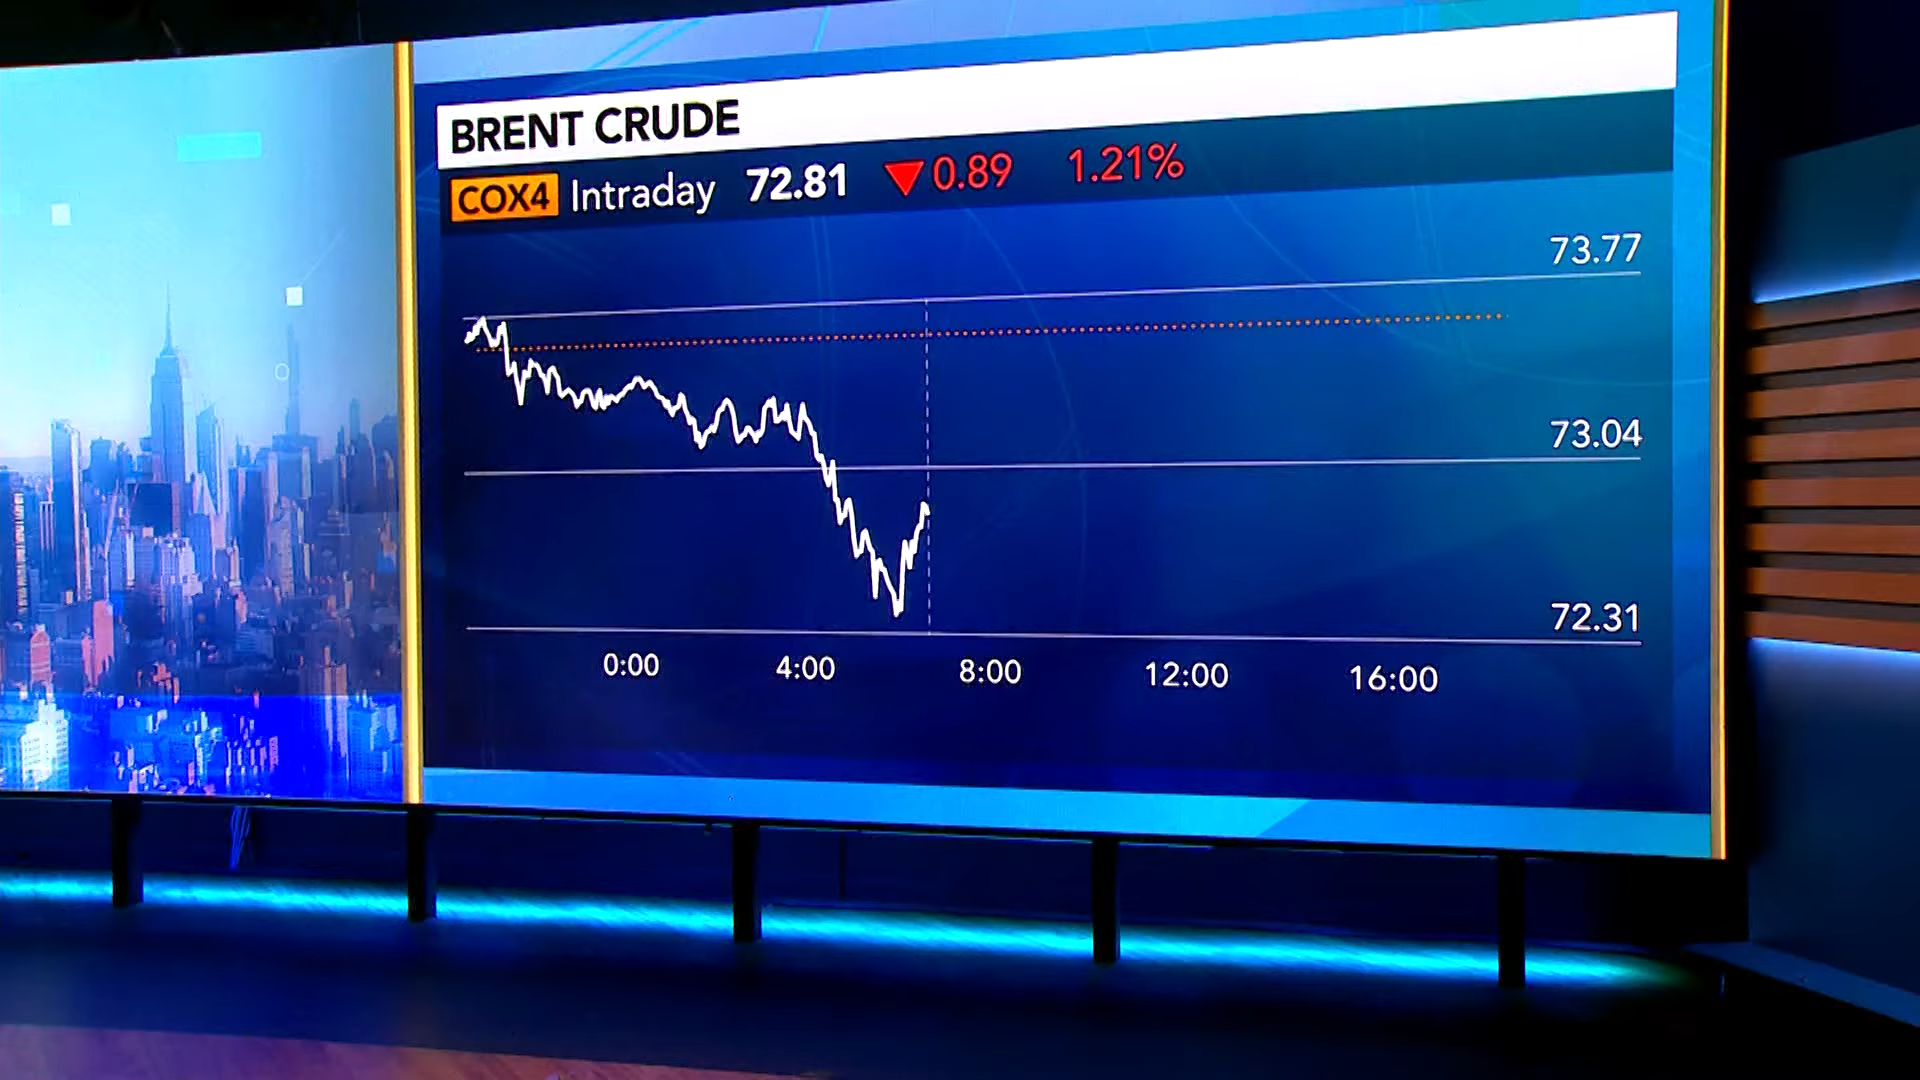 BRENT CRUDE
COX4 Intraday 72.81 ▼0.89 1.21%
73.77
73.04
72.31
0:00 4:00 8:00 12:00 16:00